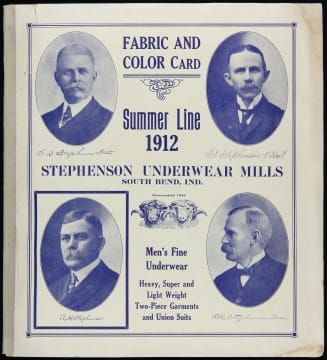 FABRIC AND
COLOR CARD
Summer Line
1912
STEPHENSON UNDERWEAR MILLS
SOUTH BEND, IND.
Men's Fine
Underwear
Heavy, Super and
Light Weight
Two-Piece Garments
and Union Suits